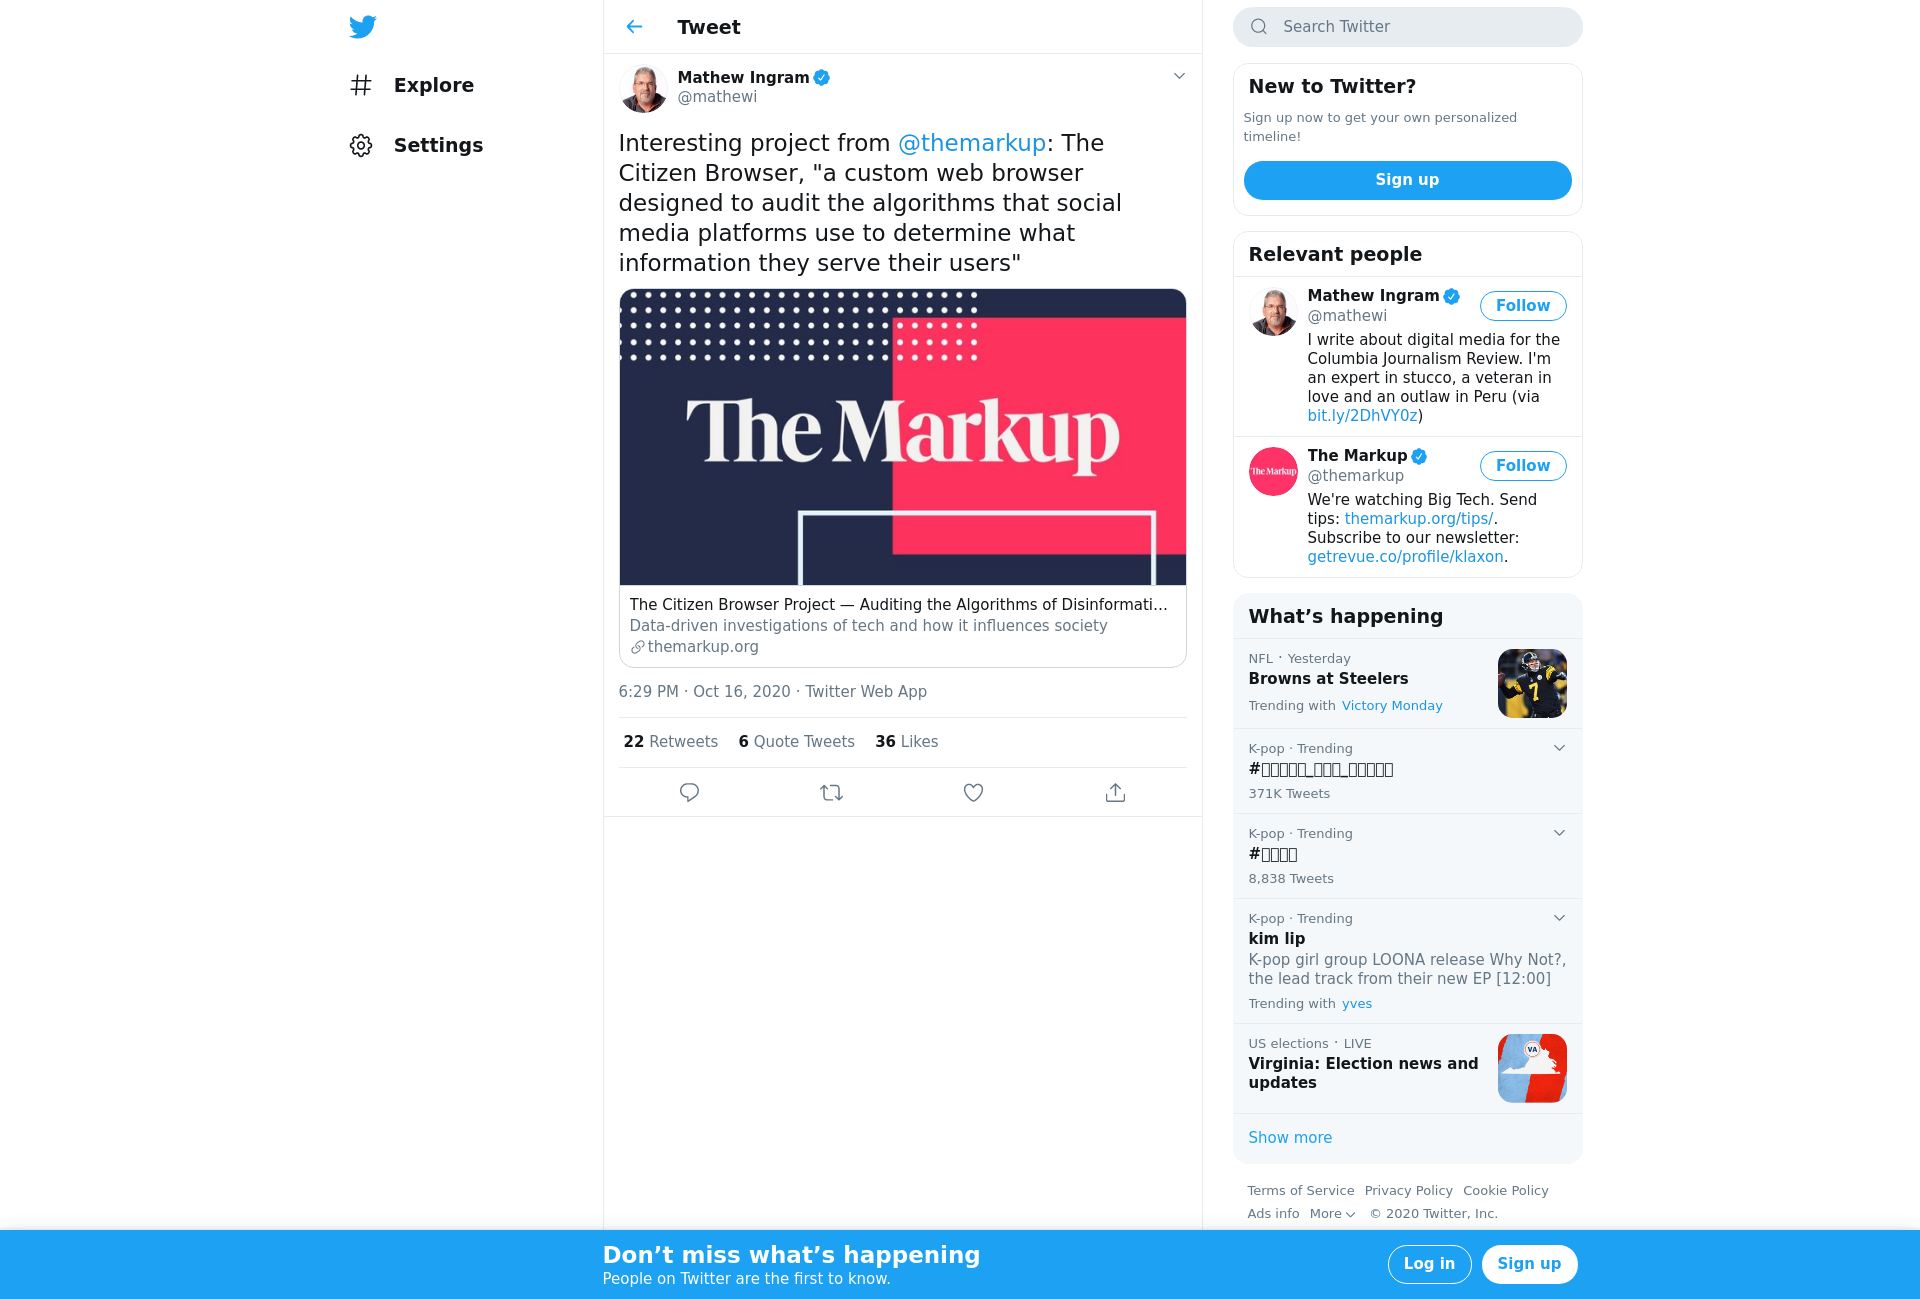 Explore
Settings
Tweet
Mathew Ingram
@mathewi
Interesting project from @themarkup: The
Citizen Browser, "a custom web browser
designed to audit the algorithms that social
media platforms use to determine what
information they serve their users"
The Markup
The Citizen Browser Project — Auditing the Algorithms of Disinformati…
Data-driven investigations of tech and how it influences society
themarkup.org
6:29 PM · Oct 16, 2020 · Twitter Web App
22 Retweets 6 Quote Tweets 36 Likes
Search Twitter
New to Twitter?
Sign up now to get your own personalized
timeline!
Sign up
Relevant people
Mathew Ingram
@mathewi
Follow
I write about digital media for the
Columbia Journalism Review. I'm
an expert in stucco, a veteran in
love and an outlaw in Peru (via
bit.ly/2DhVY0z)
The Markup
The Markup
@themarkup
Follow
We're watching Big Tech. Send
tips: themarkup.org/tips/.
Subscribe to our newsletter:
getrevue.co/profile/klaxon.
What’s happening
NFL · Yesterday
Browns at Steelers
Trending with Victory Monday
7
K-pop · Trending
371K Tweets
K-pop · Trending
8,838 Tweets
K-pop · Trending
kim lip
K-pop girl group LOONA release Why Not?,
the lead track from their new EP [12:00]
Trending with yves
US elections · LIVE
Virginia: Election news and
updates
VA
Show more
Terms of Service Privacy Policy Cookie Policy
Ads info More © 2020 Twitter, Inc.
Don’t miss what’s happening
People on Twitter are the first to know.
Log in
Sign up